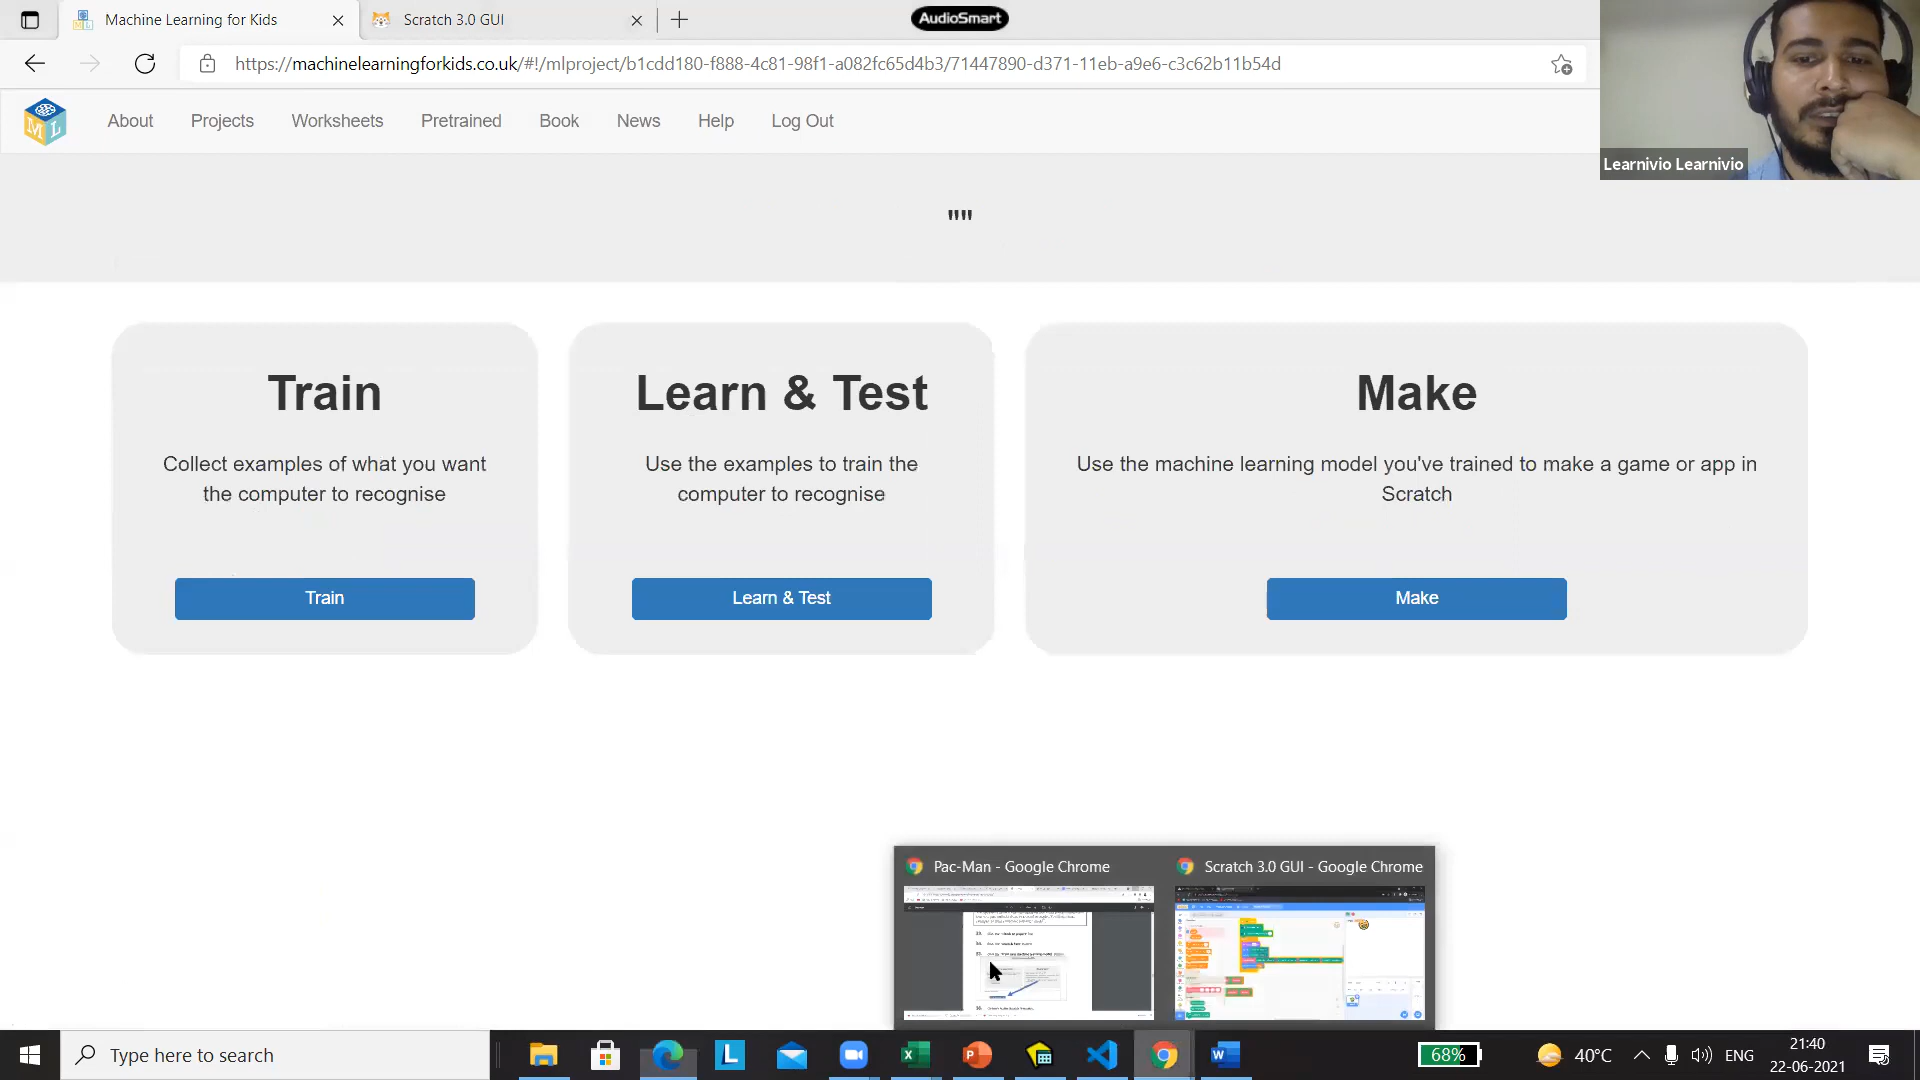 Machine Learning for Kids
Scratch 3.0 GUI
AudioSmart
https://machinelearningforkids.co.uk/#!/mlproject/b1cdd180-f888-4c81-98f1-a082fc65d4b3/71447890-d371-11eb-a9e6-c3c62b11b54d
ML
About Projects Worksheets Pretrained Book News Help Log Out
Learnivio Learnivio
""
Train
Collect examples of what you want
the computer to recognise
Train
Learn & Test
Use the examples to train the
computer to recognise
Learn & Test
Make
Use the machine learning model you've trained to make a game or app in
Scratch
Make
Pac-Man - Google Chrome
Scratch 3.0 GUI - Google Chrome
Type here to search
68%
40°C
ENG
21:40
22-06-2021